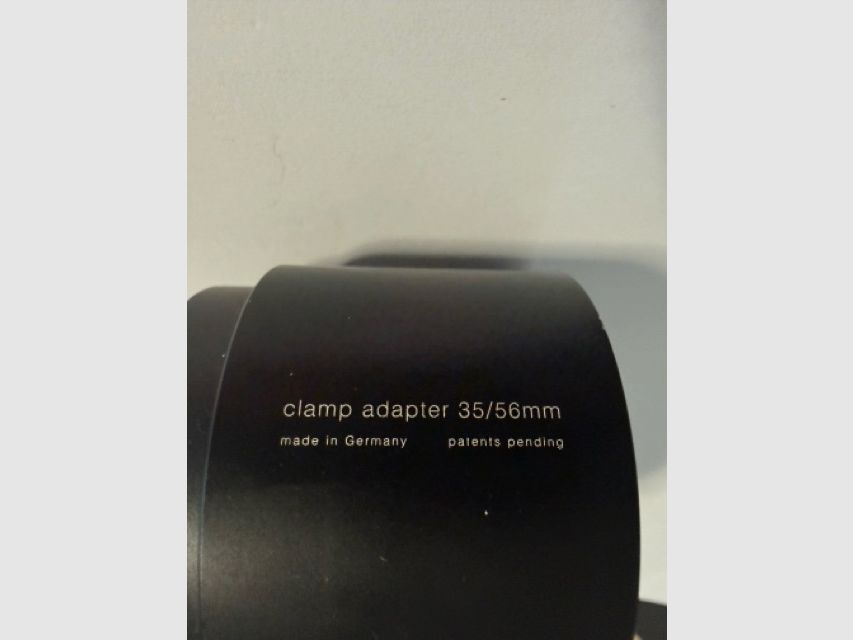 clamp adapter 35/56mm
made in Germany patents pending